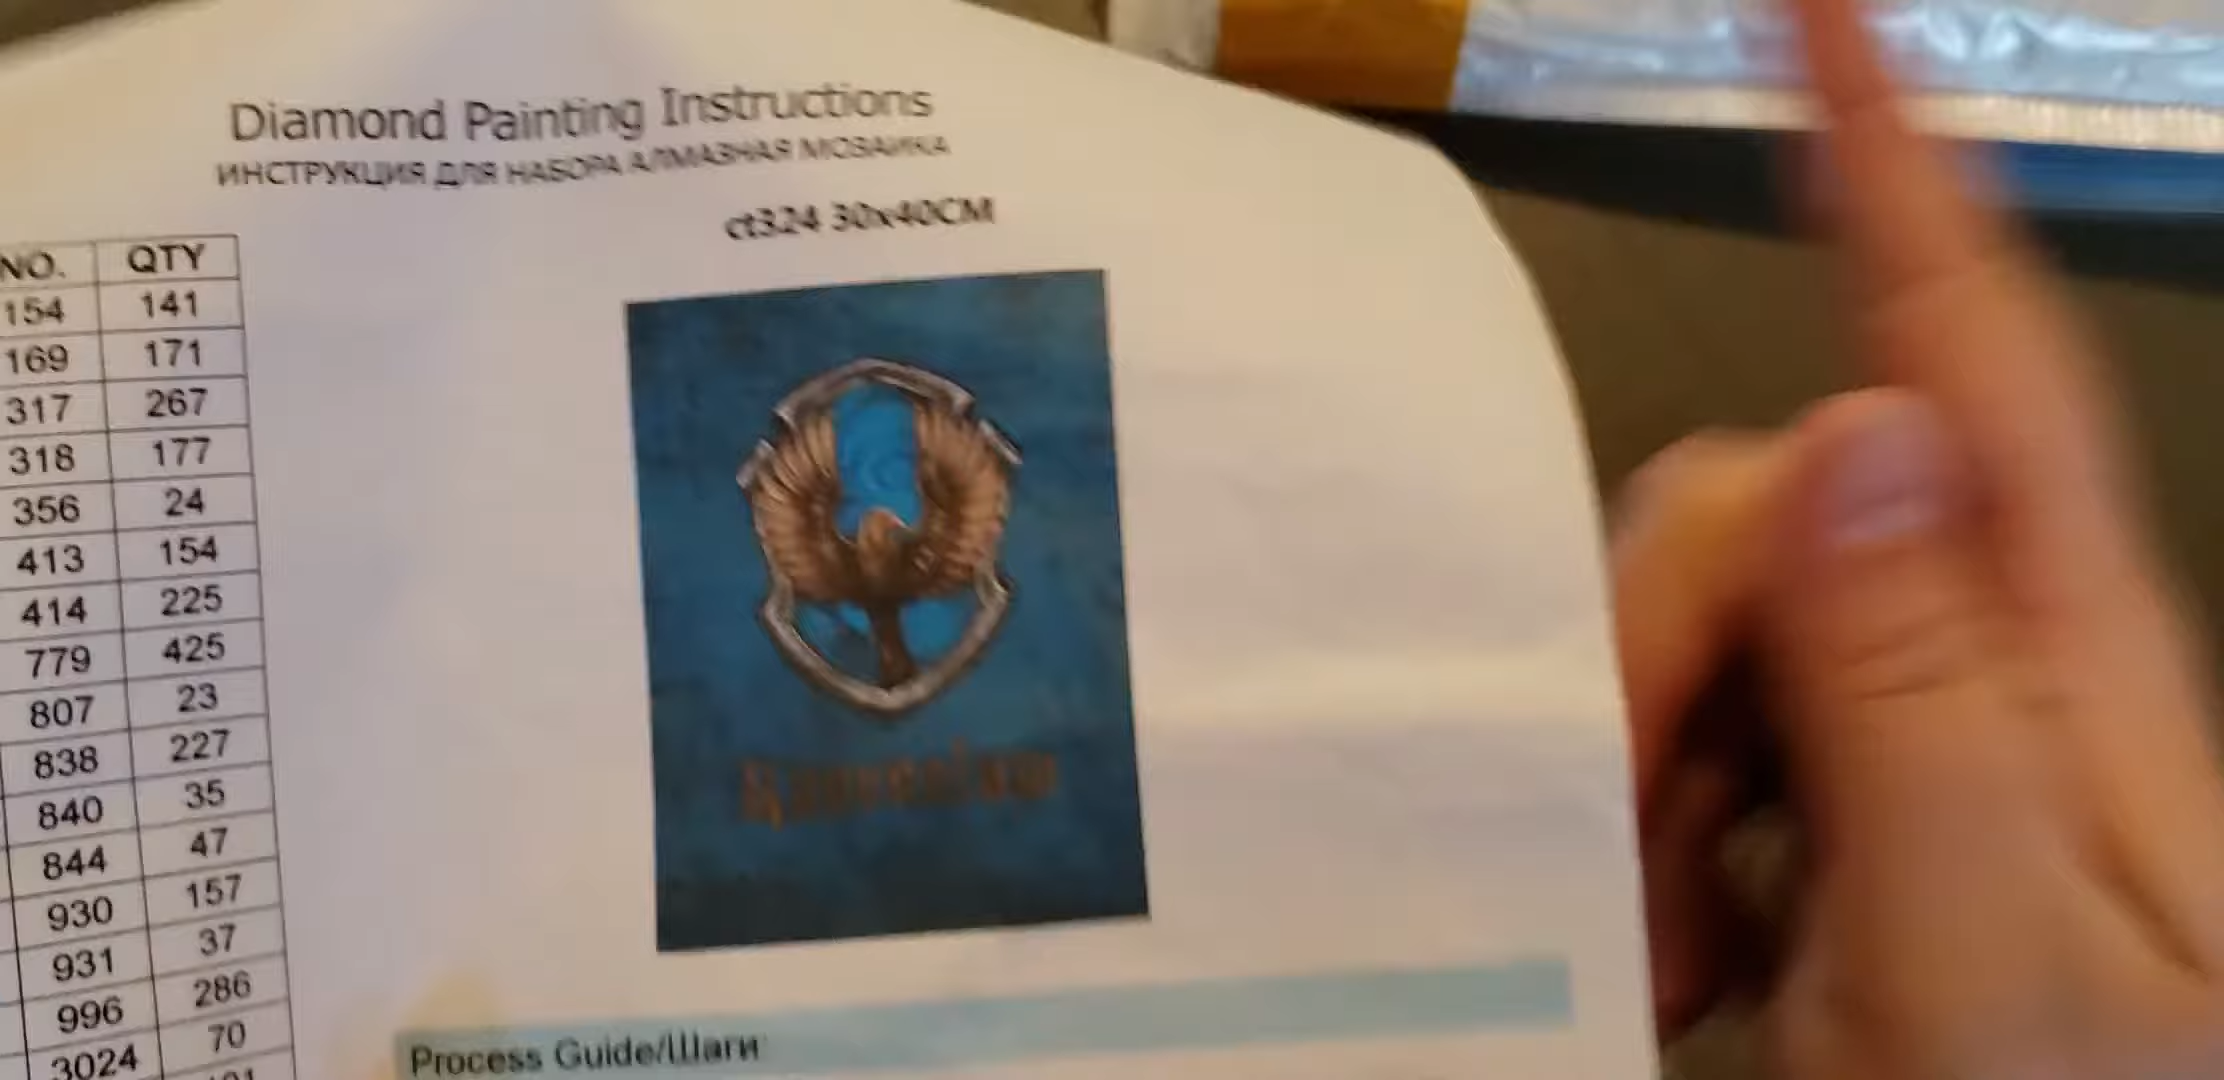 Diamond Painting Instructions
ИНСТРУКЦИЯ ДЛЯ НАБОРА АЛМАЗНАЯ МОЗАИКА
ct324 30x40CM
NO. QTY
154 141
169 171
317 267
318 177
356 24
413 154
414 225
779 425
807 23
838 227
840 35
844 47
930 157
931 37
996 286
3024 70
Ravenclaw
Process Guide/Шаги